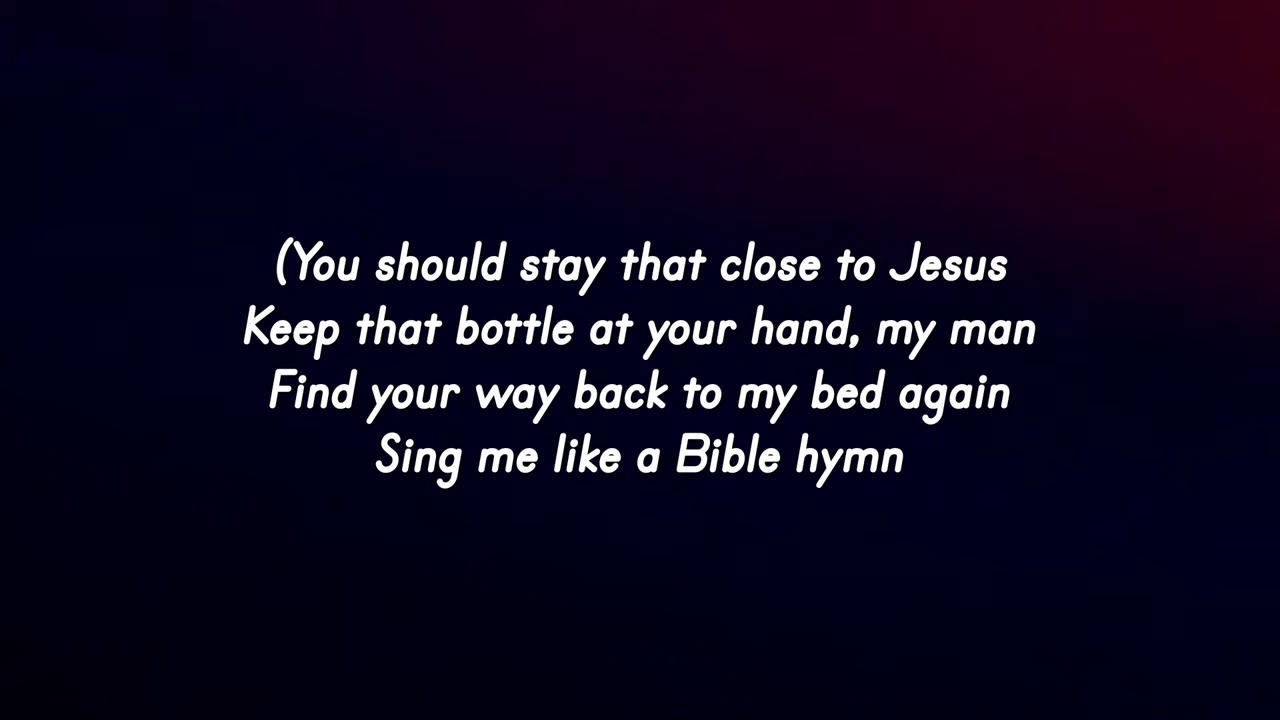 (You should stay that close to Jesus
Keep that bottle at your hand, my man
Find your way back to my bed again
Sing me like a Bible hymn